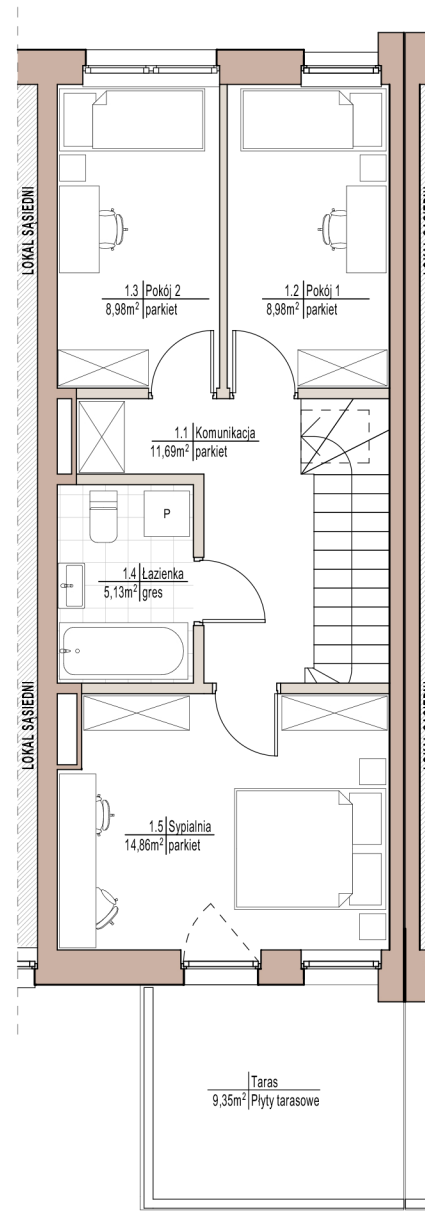 LOKAL SĄSIEDNI
1.3 Pokój 2
8,98m² parkiet
1.2 Pokój 1
8,98m² parkiet
1.1 Komunikacja
11,69m² parkiet
P
1.4 Łazienka
5,13m² gres
LOKAL SĄSIEDNI
1.5 Sypialnia
14,86m² parkiet
Taras
9,35m² Płyty tarasowe